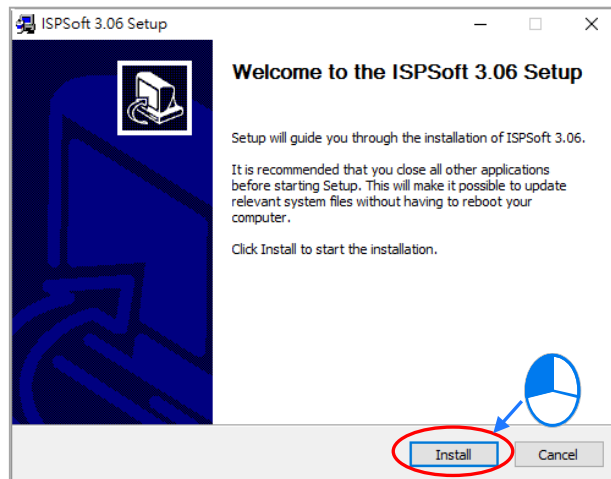 ISPSoft 3.06 Setup
Welcome to the ISPSoft 3.06 Setup
Setup will guide you through the installation of ISPSoft 3.06.
It is recommended that you close all other applications
before starting Setup. This will make it possible to update
relevant system files without having to reboot your
computer.
Click Install to start the installation.
Install
Cancel